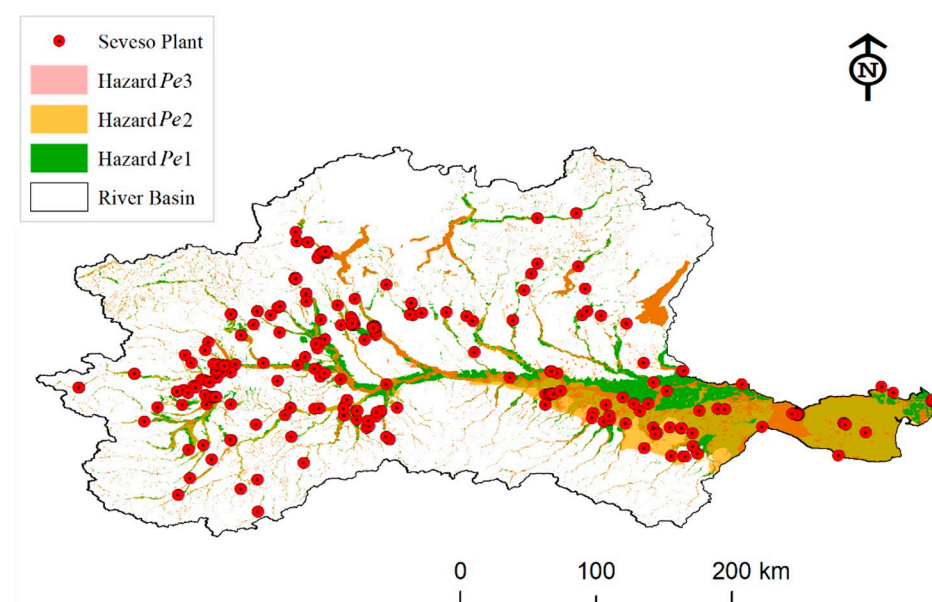 Seveso Plant
Hazard Pe3
Hazard Pe2
Hazard Pe1
River Basin
N
0 100 200 km